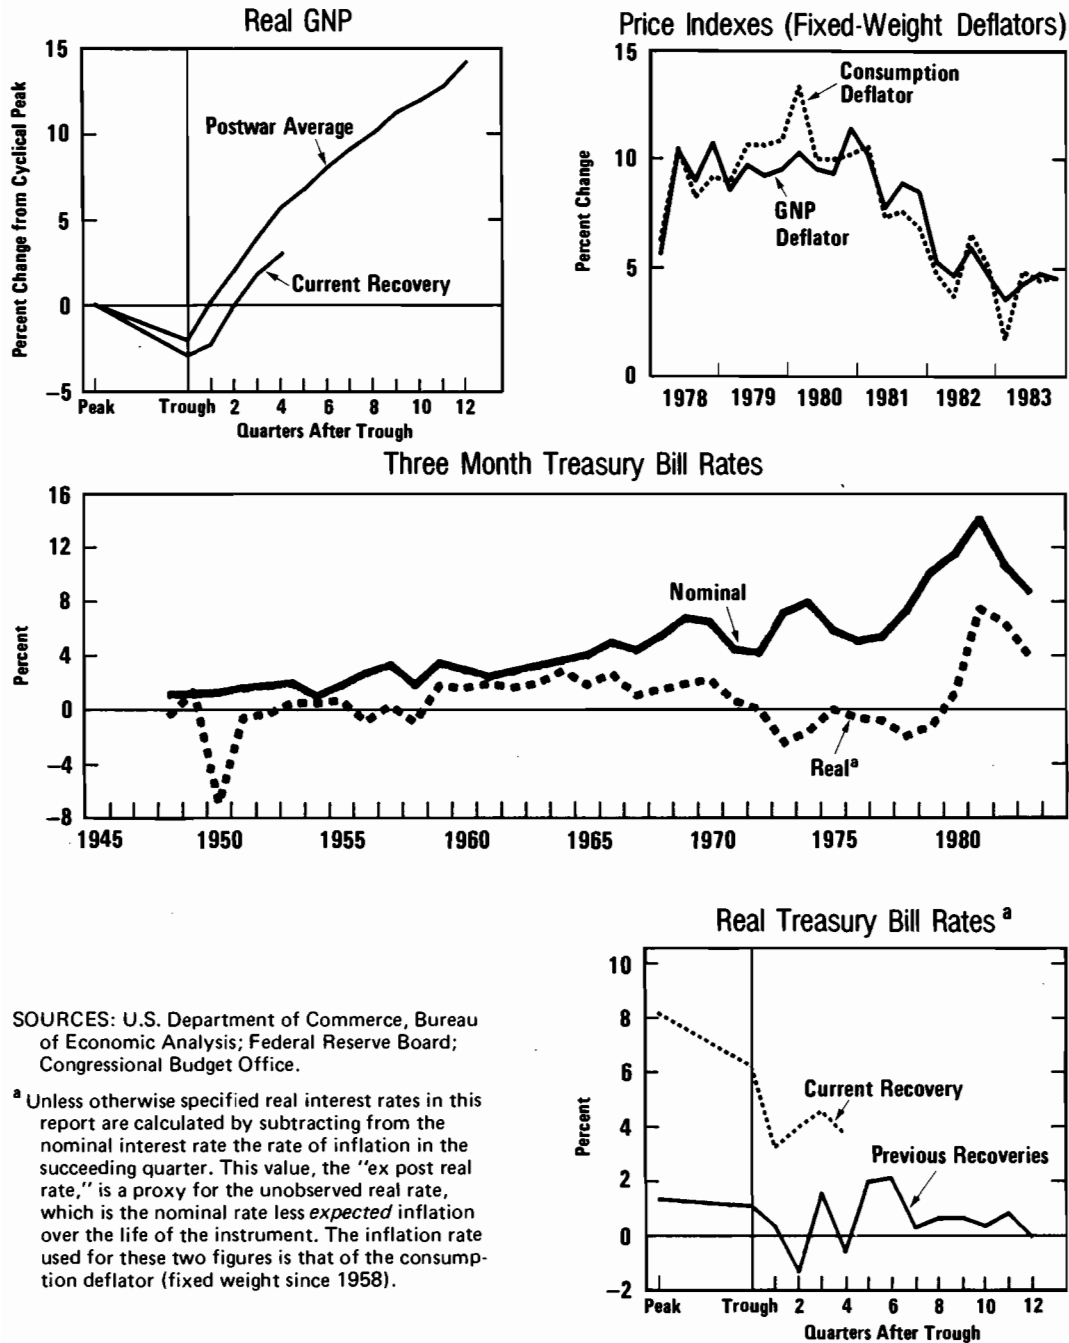 Real GNP
Percent Change from Cyclical Peak
15
10
5
0
−5
Postwar Average
Current Recovery
Peak Trough 2 4 6 8 10 12
Quarters After Trough
Price Indexes (Fixed-Weight Deflators)
Percent Change
15
10
5
0
Consumption
Deflator
GNP
Deflator
1978 1979 1980 1981 1982 1983
Three Month Treasury Bill Rates
Percent
16
12
8
4
0
−4
−8
Nominal
Real a
1945 1950 1955 1960 1965 1970 1975 1980
Real Treasury Bill Rates a
Percent
10
8
6
4
2
0
−2
Current Recovery
Previous Recoveries
Peak Trough 2 4 6 8 10 12
Quarters After Trough
SOURCES: U.S. Department of Commerce, Bureau
of Economic Analysis; Federal Reserve Board;
Congressional Budget Office.
a Unless otherwise specified real interest rates in this
report are calculated by subtracting from the
nominal interest rate the rate of inflation in the
succeeding quarter. This value, the "ex post real
rate," is a proxy for the unobserved real rate,
which is the nominal rate less expected inflation
over the life of the instrument. The inflation rate
used for these two figures is that of the consump-
tion deflator (fixed weight since 1958).